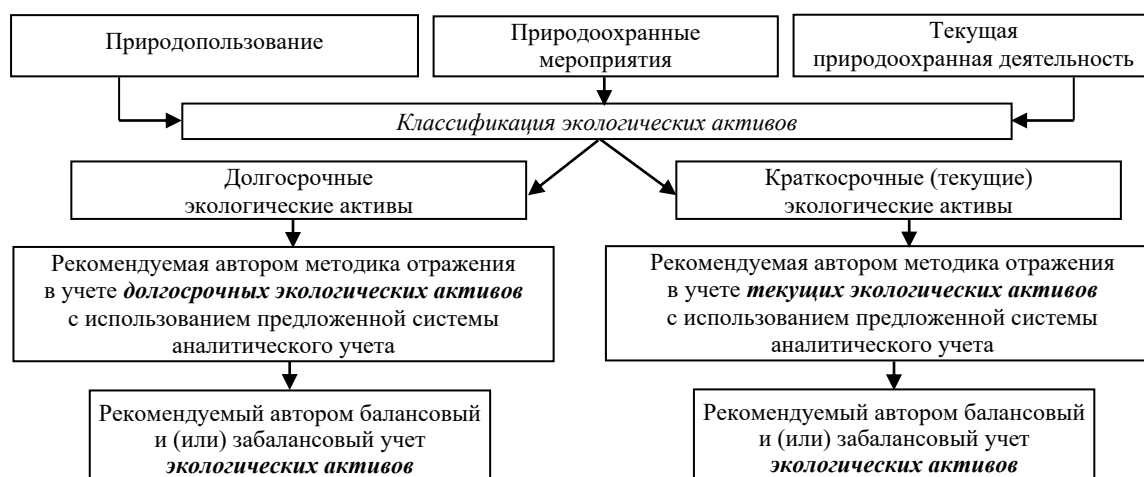 Природопользование
Природоохранные
мероприятия
Текущая
природоохранная деятельность
Классификация экологических активов
Долгосрочные
экологические активы
Краткосрочные (текущие)
экологические активы
Рекомендуемая автором методика отражения
в учете долгосрочных экологических активов
с использованием предложенной системы
аналитического учета
Рекомендуемая автором методика отражения
в учете текущих экологических активов
с использованием предложенной системы
аналитического учета
Рекомендуемый автором балансовый
и (или) забалансовый учет
экологических активов
Рекомендуемый автором балансовый
и (или) забалансовый учет
экологических активов